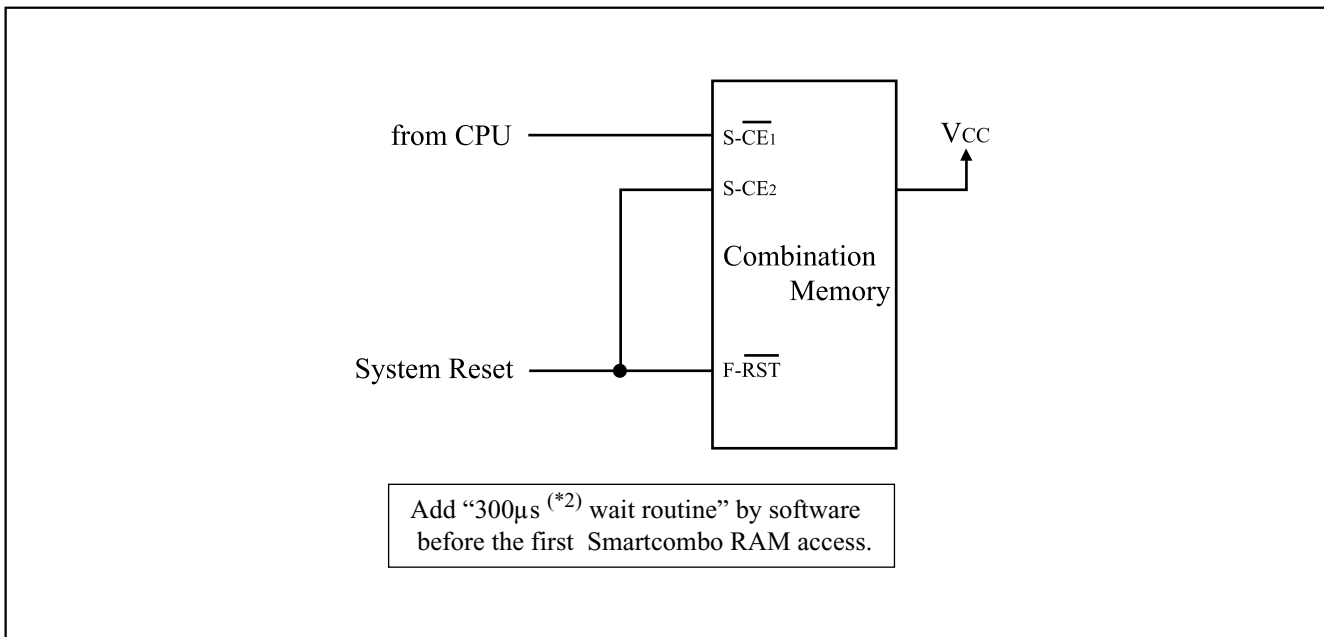 from CPU
S-CE1
VCC
S-CE2
Combination
Memory
System Reset
F-RST
Add “300µs (*2) wait routine” by software
before the first Smartcombo RAM access.